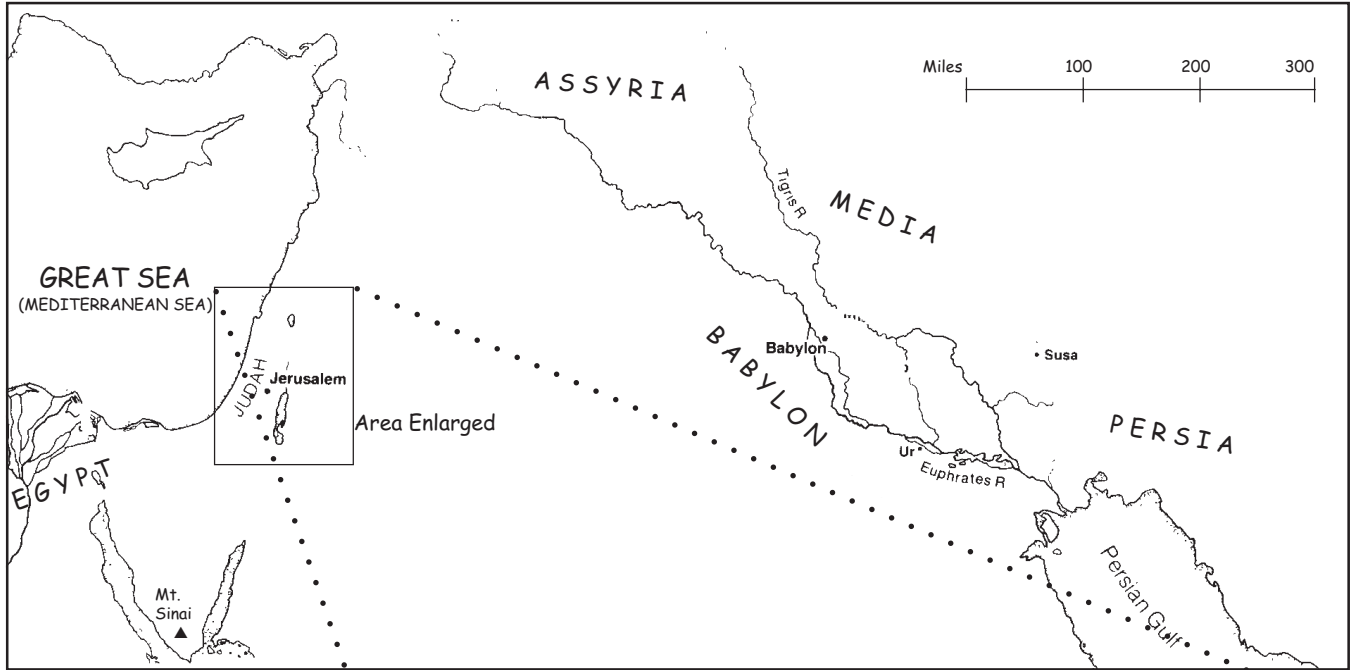 Miles 100 200 300
ASSYRIA
Tigris R
MEDIA
GREAT SEA
(MEDITERRANEAN SEA)
BABYLON
Babylon
Susa
JUDAH
Jerusalem
Area Enlarged
PERSIA
Ur
Euphrates R
EGYPT
Persian Gulf
Mt.
Sinai